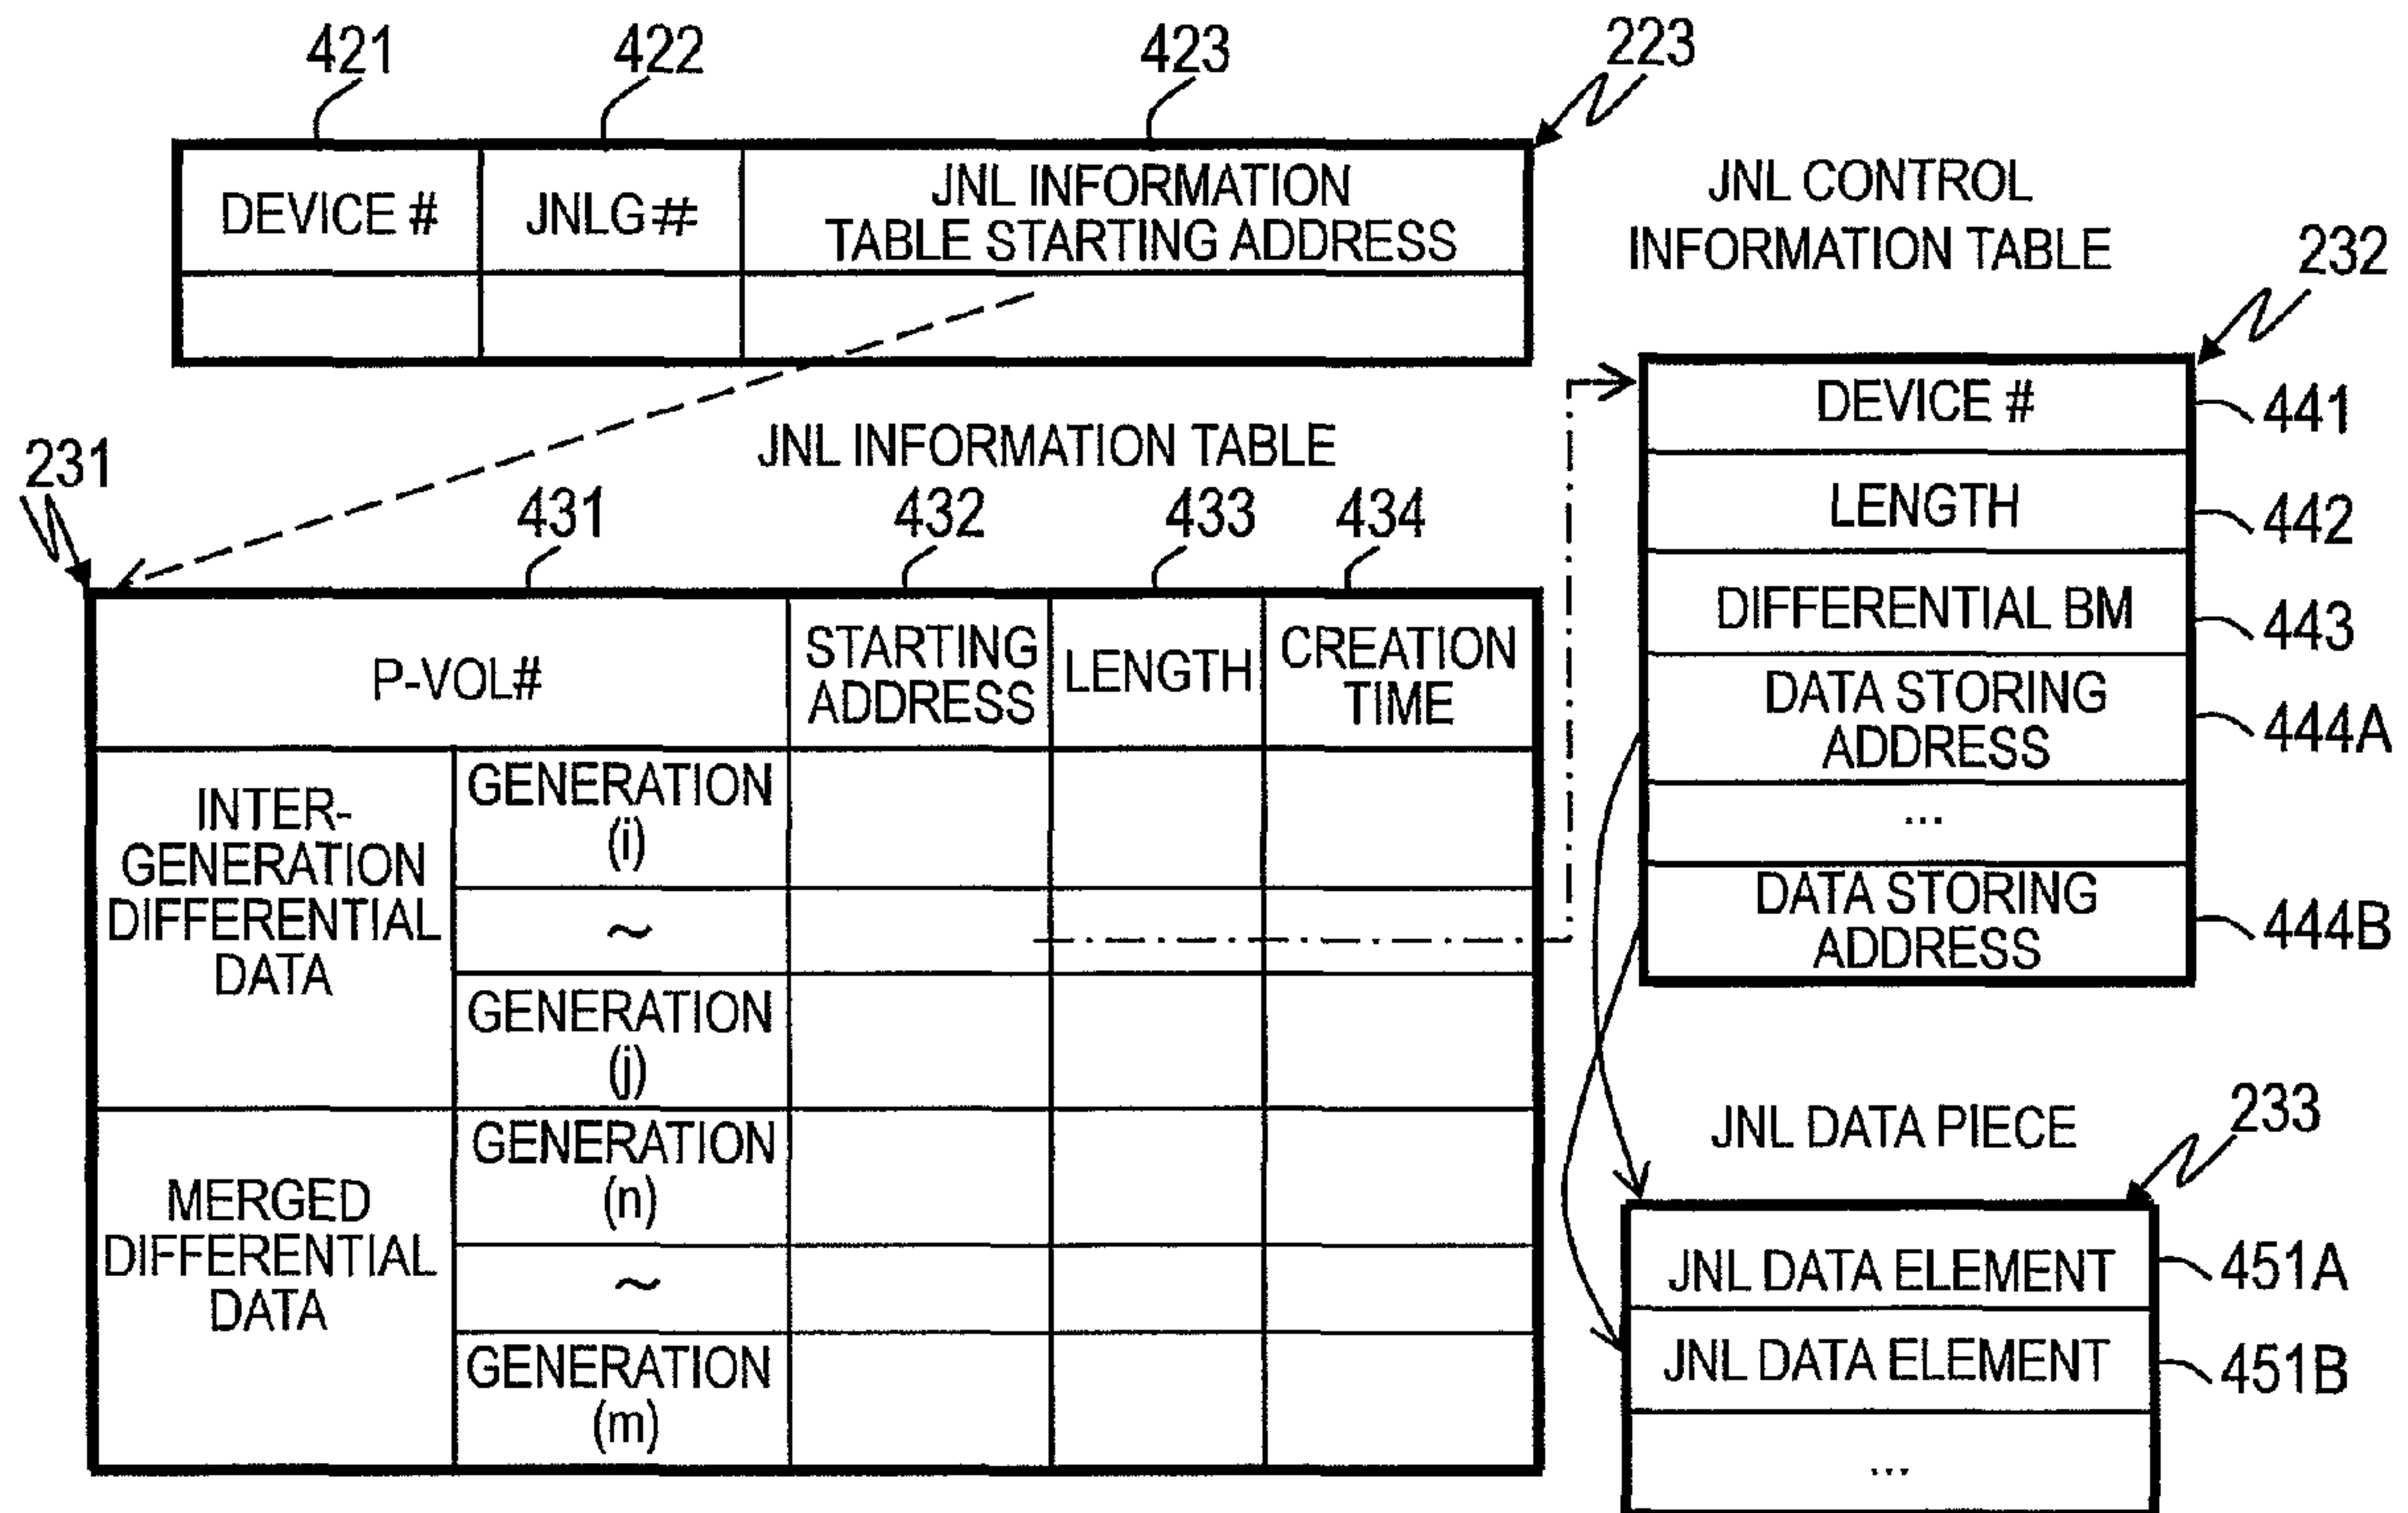 421
422
423
223
DEVICE #
JNLG #
JNL INFORMATION
TABLE STARTING ADDRESS
JNL CONTROL
INFORMATION TABLE
232
DEVICE #
441
LENGTH
442
DIFFERENTIAL BM
443
DATA STORING
ADDRESS
444A
...
DATA STORING
ADDRESS
444B
JNL INFORMATION TABLE
231
431
432
433
434
P-VOL#
STARTING
ADDRESS
LENGTH
CREATION
TIME
INTER-
GENERATION
DIFFERENTIAL
DATA
GENERATION
(i)
~
GENERATION
(j)
MERGED
DIFFERENTIAL
DATA
GENERATION
(n)
~
GENERATION
(m)
JNL DATA PIECE
233
JNL DATA ELEMENT
451A
JNL DATA ELEMENT
451B
...